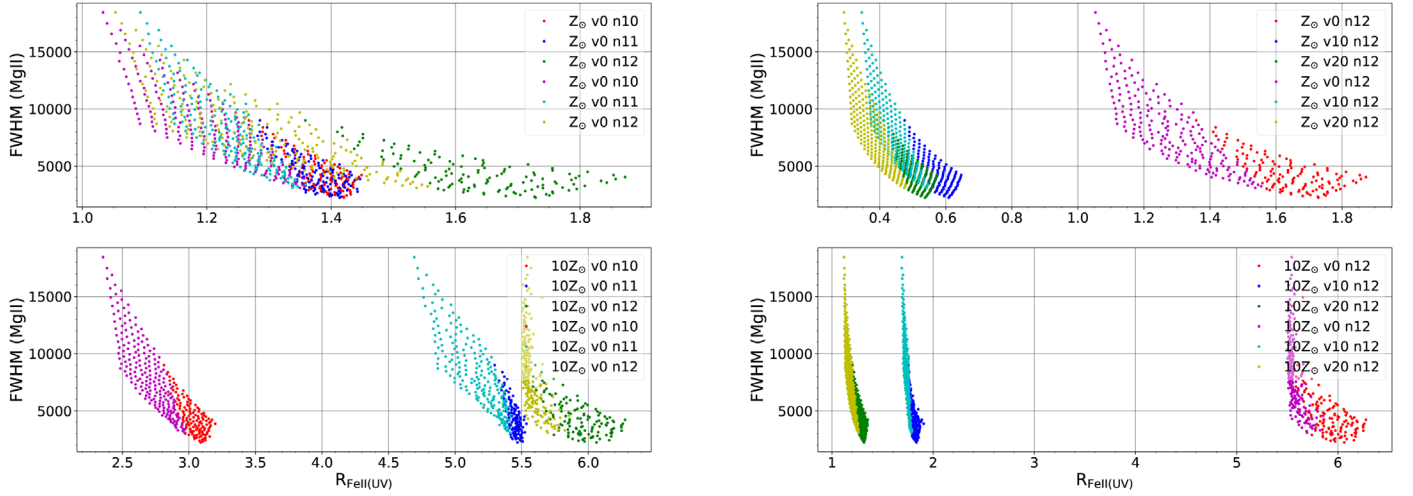 FWHM (MgII)
15000
10000
5000
Z☉ v0 n10
Z☉ v0 n11
Z☉ v0 n12
Z☉ v0 n10
Z☉ v0 n11
Z☉ v0 n12
1.0 1.2 1.4 1.6 1.8
FWHM (MgII)
15000
10000
5000
Z☉ v0 n12
Z☉ v10 n12
Z☉ v20 n12
Z☉ v0 n12
Z☉ v10 n12
Z☉ v20 n12
0.4 0.6 0.8 1.0 1.2 1.4 1.6 1.8
FWHM (MgII)
15000
10000
5000
10Z☉ v0 n10
10Z☉ v0 n11
10Z☉ v0 n12
10Z☉ v0 n10
10Z☉ v0 n11
10Z☉ v0 n12
2.5 3.0 3.5 4.0 4.5 5.0 5.5 6.0
RFeII(UV)
FWHM (MgII)
15000
10000
5000
10Z☉ v0 n12
10Z☉ v10 n12
10Z☉ v20 n12
10Z☉ v0 n12
10Z☉ v10 n12
10Z☉ v20 n12
1 2 3 4 5 6
RFeII(UV)